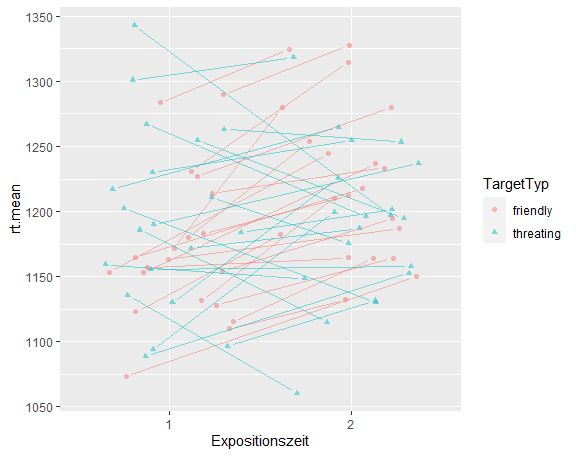 1350
1300
1250
1200
1150
1100
1050
rt.mean
1
2
Expositionszeit
TargetTyp
friendly
threating